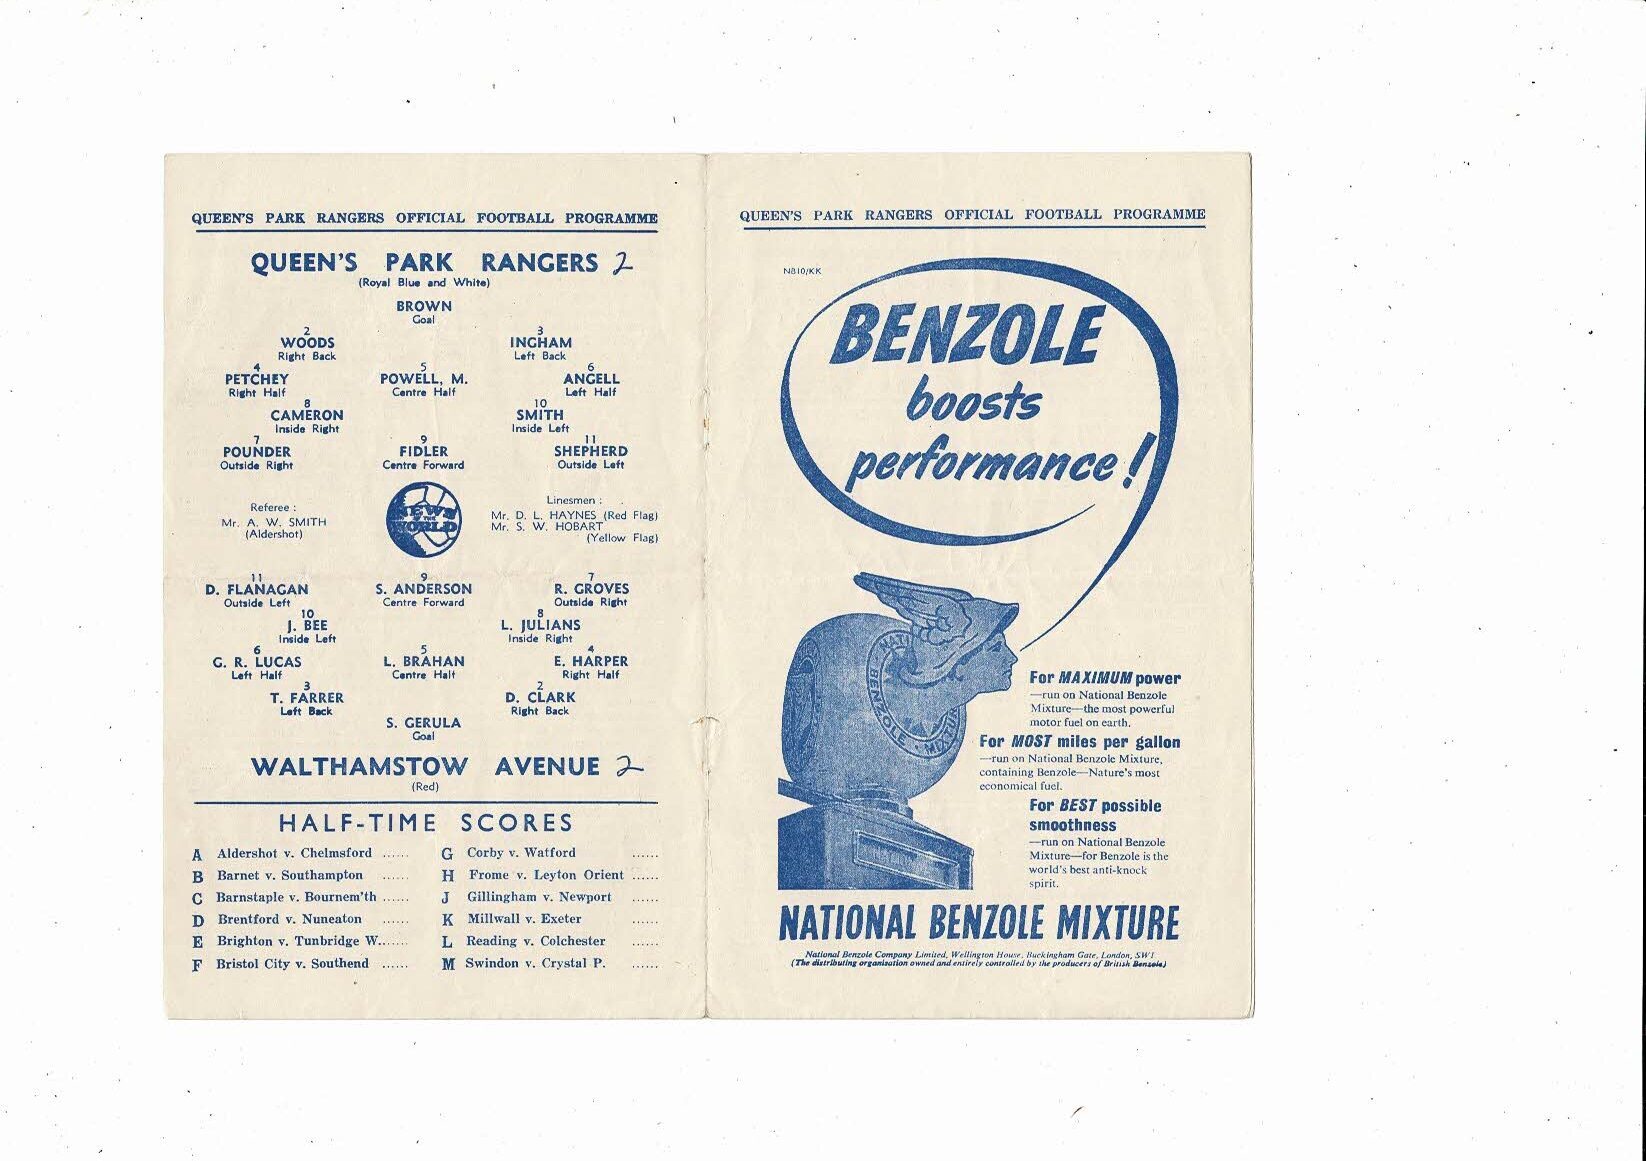 QUEEN'S PARK RANGERS OFFICIAL FOOTBALL PROGRAMME
QUEEN'S PARK RANGERS 2
(Royal Blue and White)
BROWN
Goal
2 3
WOODS INGHAM
Right Back Left Back
4 5 6
PETCHEY POWELL, M. ANGELL
Right Half Centre Half Left Half
8 10
CAMERON SMITH
Inside Right Inside Left
7 9 11
POUNDER FIDLER SHEPHERD
Outside Right Centre Forward Outside Left
Referee :
Mr. A. W. SMITH
(Aldershot)
NEWS
OF THE
WORLD
Linesmen :
Mr. D. L. HAYNES (Red Flag)
Mr. S. W. HOBART
(Yellow Flag)
11 9 7
D. FLANAGAN S. ANDERSON R. GROVES
Outside Left Centre Forward Outside Right
10 8
J. BEE L. JULIANS
Inside Left Inside Right
6 5 4
G. R. LUCAS L. BRAHAN E. HARPER
Left Half Centre Half Right Half
3 2
T. FARRER D. CLARK
Left Back Right Back
S. GERULA
Goal
WALTHAMSTOW AVENUE 2
(Red)
HALF-TIME SCORES
A Aldershot v. Chelmsford ......
B Barnet v. Southampton ......
C Barnstaple v. Bournem'th ......
D Brentford v. Nuneaton ......
E Brighton v. Tunbridge W.......
F Bristol City v. Southend ......
G Corby v. Watford ......
H Frome v. Leyton Orient ......
J Gillingham v. Newport ......
K Millwall v. Exeter ......
L Reading v. Colchester ......
M Swindon v. Crystal P. ......
QUEEN'S PARK RANGERS OFFICIAL FOOTBALL PROGRAMME
NB10/KK
BENZOLE
boosts
performance!
NATIONAL
BENZOLE MIXTURE
For MAXIMUM power
—run on National Benzole
Mixture—the most powerful
motor fuel on earth.
For MOST miles per gallon
—run on National Benzole Mixture,
containing Benzole—Nature's most
economical fuel.
For BEST possible
smoothness
—run on National Benzole
Mixture—for Benzole is the
world's best anti-knock
spirit.
NATIONAL BENZOLE MIXTURE
National Benzole Company Limited, Wellington House, Buckingham Gate, London, SW1
(The distributing organisation owned and entirely controlled by the producers of British Benzole)